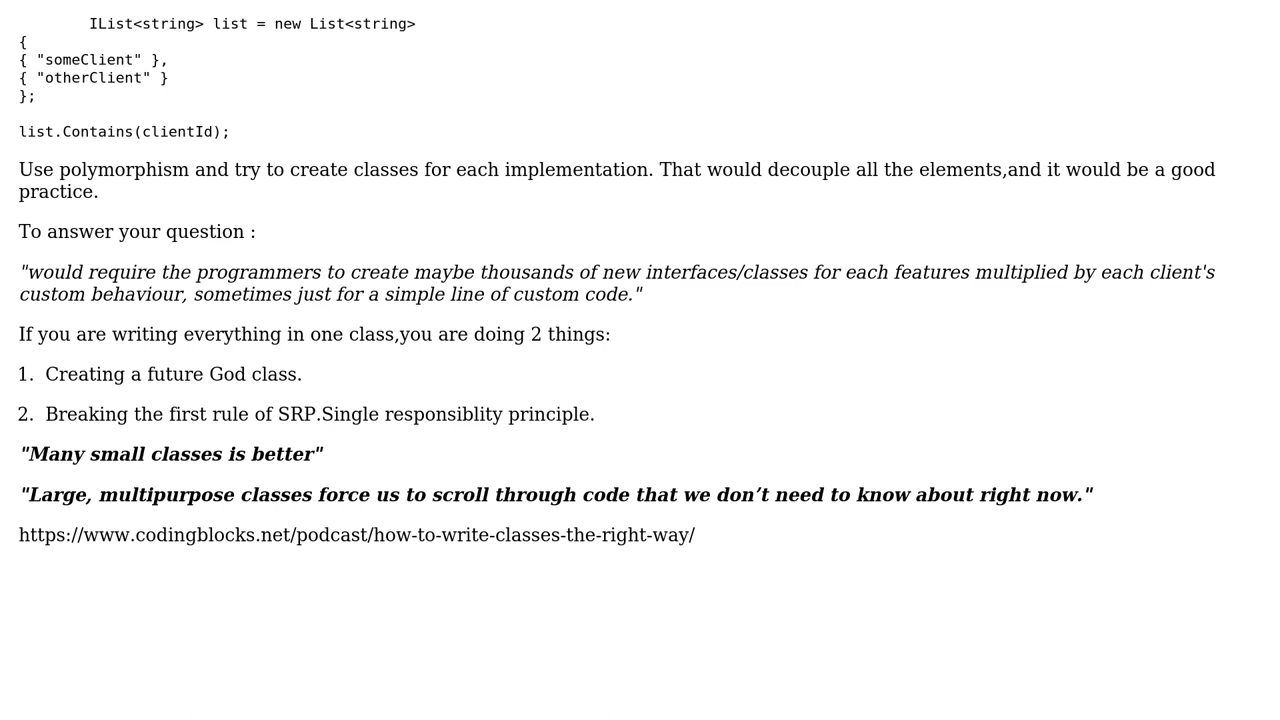 IList<string> list = new List<string>
{
{ "someClient" },
{ "otherClient" }
};
list.Contains(clientId);
Use polymorphism and try to create classes for each implementation. That would decouple all the elements,and it would be a good
practice.
To answer your question :
"would require the programmers to create maybe thousands of new interfaces/classes for each features multiplied by each client's
custom behaviour, sometimes just for a simple line of custom code."
If you are writing everything in one class,you are doing 2 things:
1. Creating a future God class.
2. Breaking the first rule of SRP.Single responsiblity principle.
"Many small classes is better"
"Large, multipurpose classes force us to scroll through code that we don’t need to know about right now."
https://www.codingblocks.net/podcast/how-to-write-classes-the-right-way/